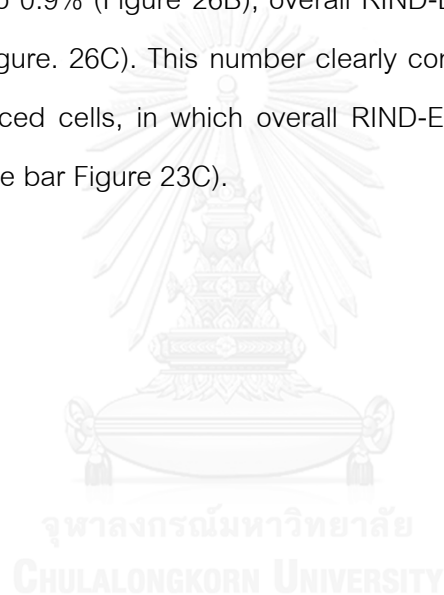 0.9% (Figure 26B), overall RIND-
gure. 26C). This number clearly
ced cells, in which overall RIND-E
e bar Figure 23C).
จุฬาลงกรณ์มหาวิทยาลัย
CHULALONGKORN UNIVERSITY